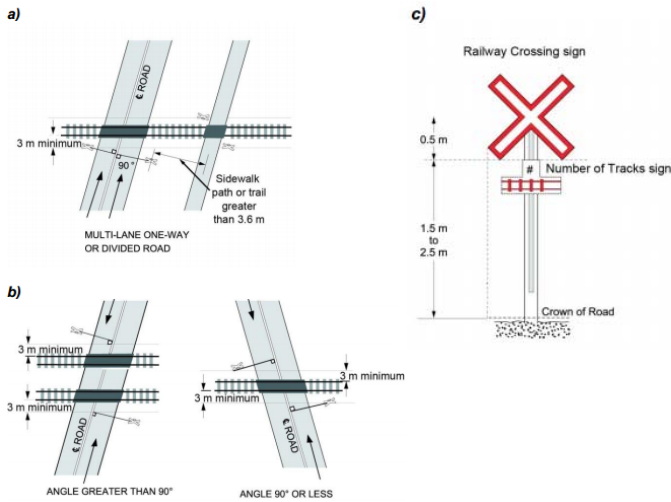 a)
℄ ROAD
3 m minimum
90 °
Sidewalk
path or trail
greater
than 3.6 m
MULTI-LANE ONE-WAY
OR DIVIDED ROAD
b)
3 m minimum
3 m minimum
℄ ROAD
ANGLE GREATER THAN 90°
3 m minimum
3 m minimum
℄ ROAD
ANGLE 90° OR LESS
c)
Railway Crossing sign
0.5 m
#
Number of Tracks sign
1.5 m
to
2.5 m
Crown of Road